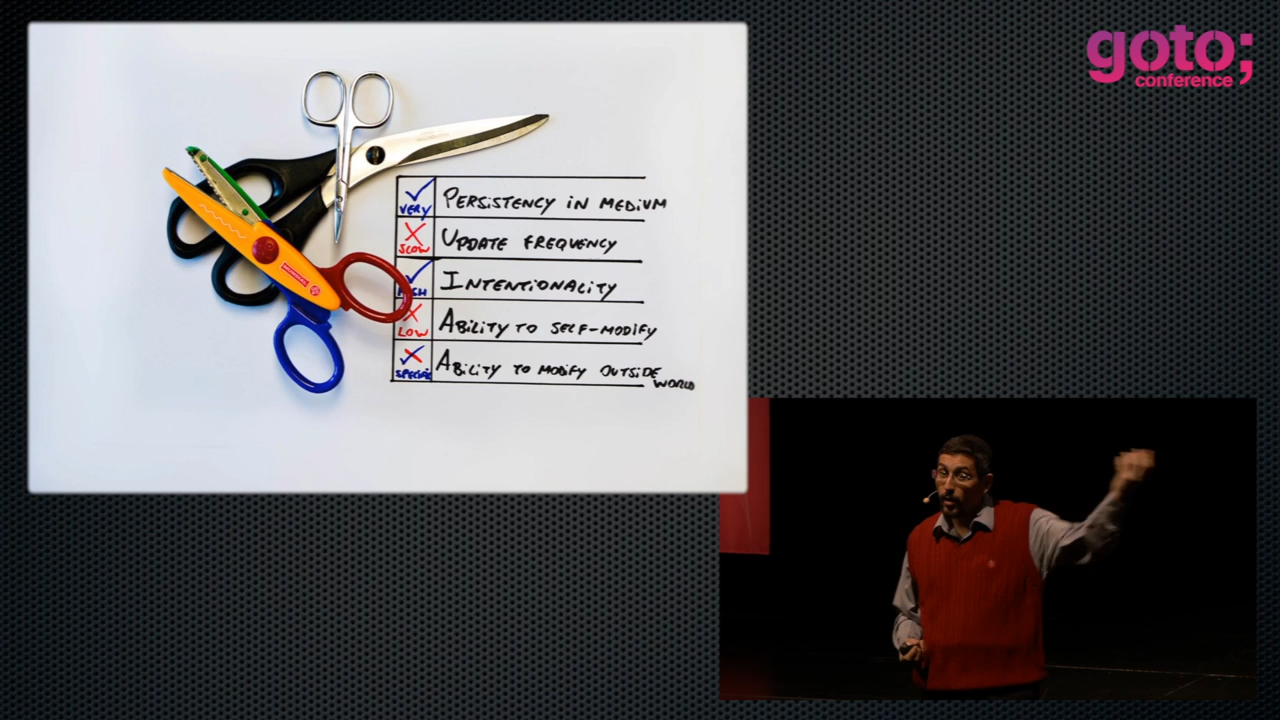 goto;
conference
VERY PERSISTENCY IN MEDIUM
SLOW UPDATE FREQUENCY
HIGH INTENTIONALITY
LOW ABILITY TO SELF-MODIFY
SPECIFIC ABILITY TO MODIFY OUTSIDE
WORLD